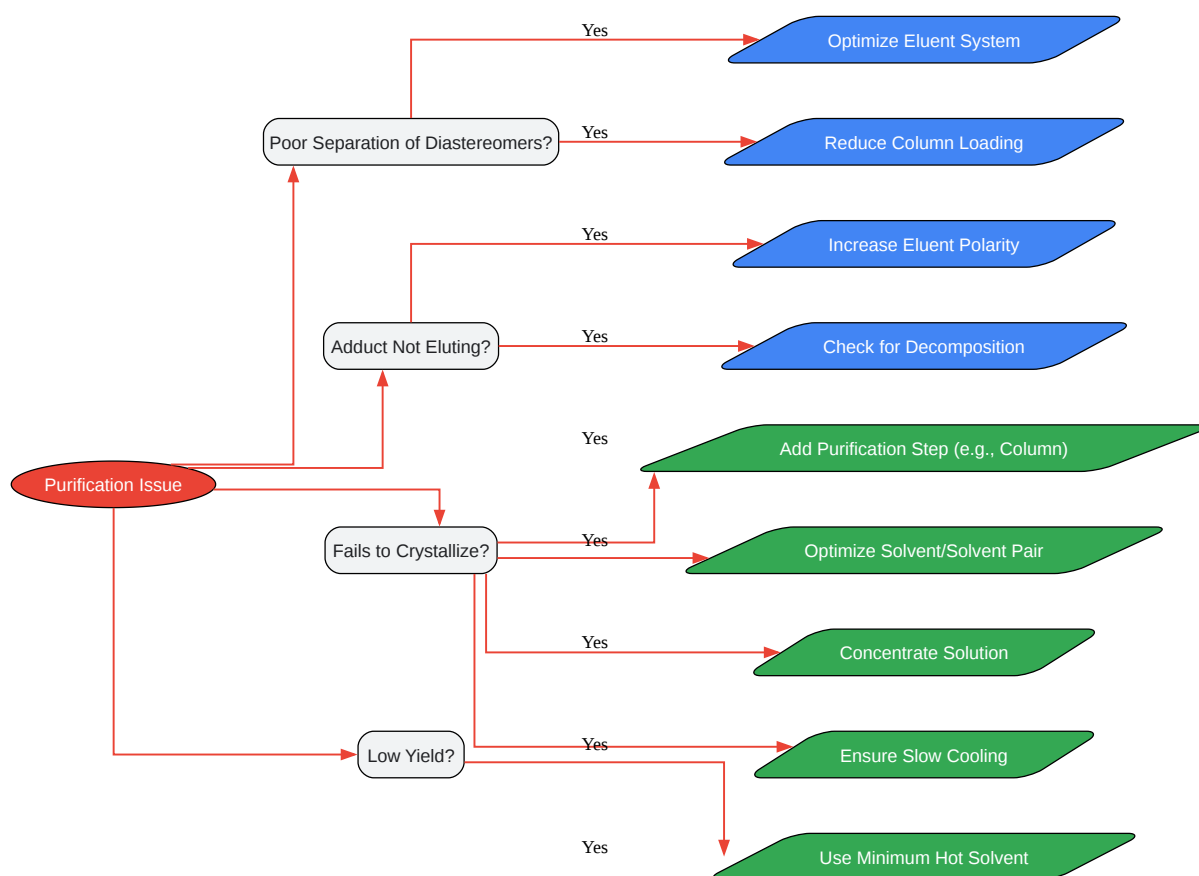 Yes
Optimize Eluent System
Poor Separation of Diastereomers?
Yes
Reduce Column Loading
Yes
Increase Eluent Polarity
Adduct Not Eluting?
Yes
Check for Decomposition
Yes
Add Purification Step (e.g., Column)
Purification Issue
Fails to Crystallize?
Yes
Optimize Solvent/Solvent Pair
Yes
Concentrate Solution
Low Yield?
Yes
Ensure Slow Cooling
Yes
Use Minimum Hot Solvent